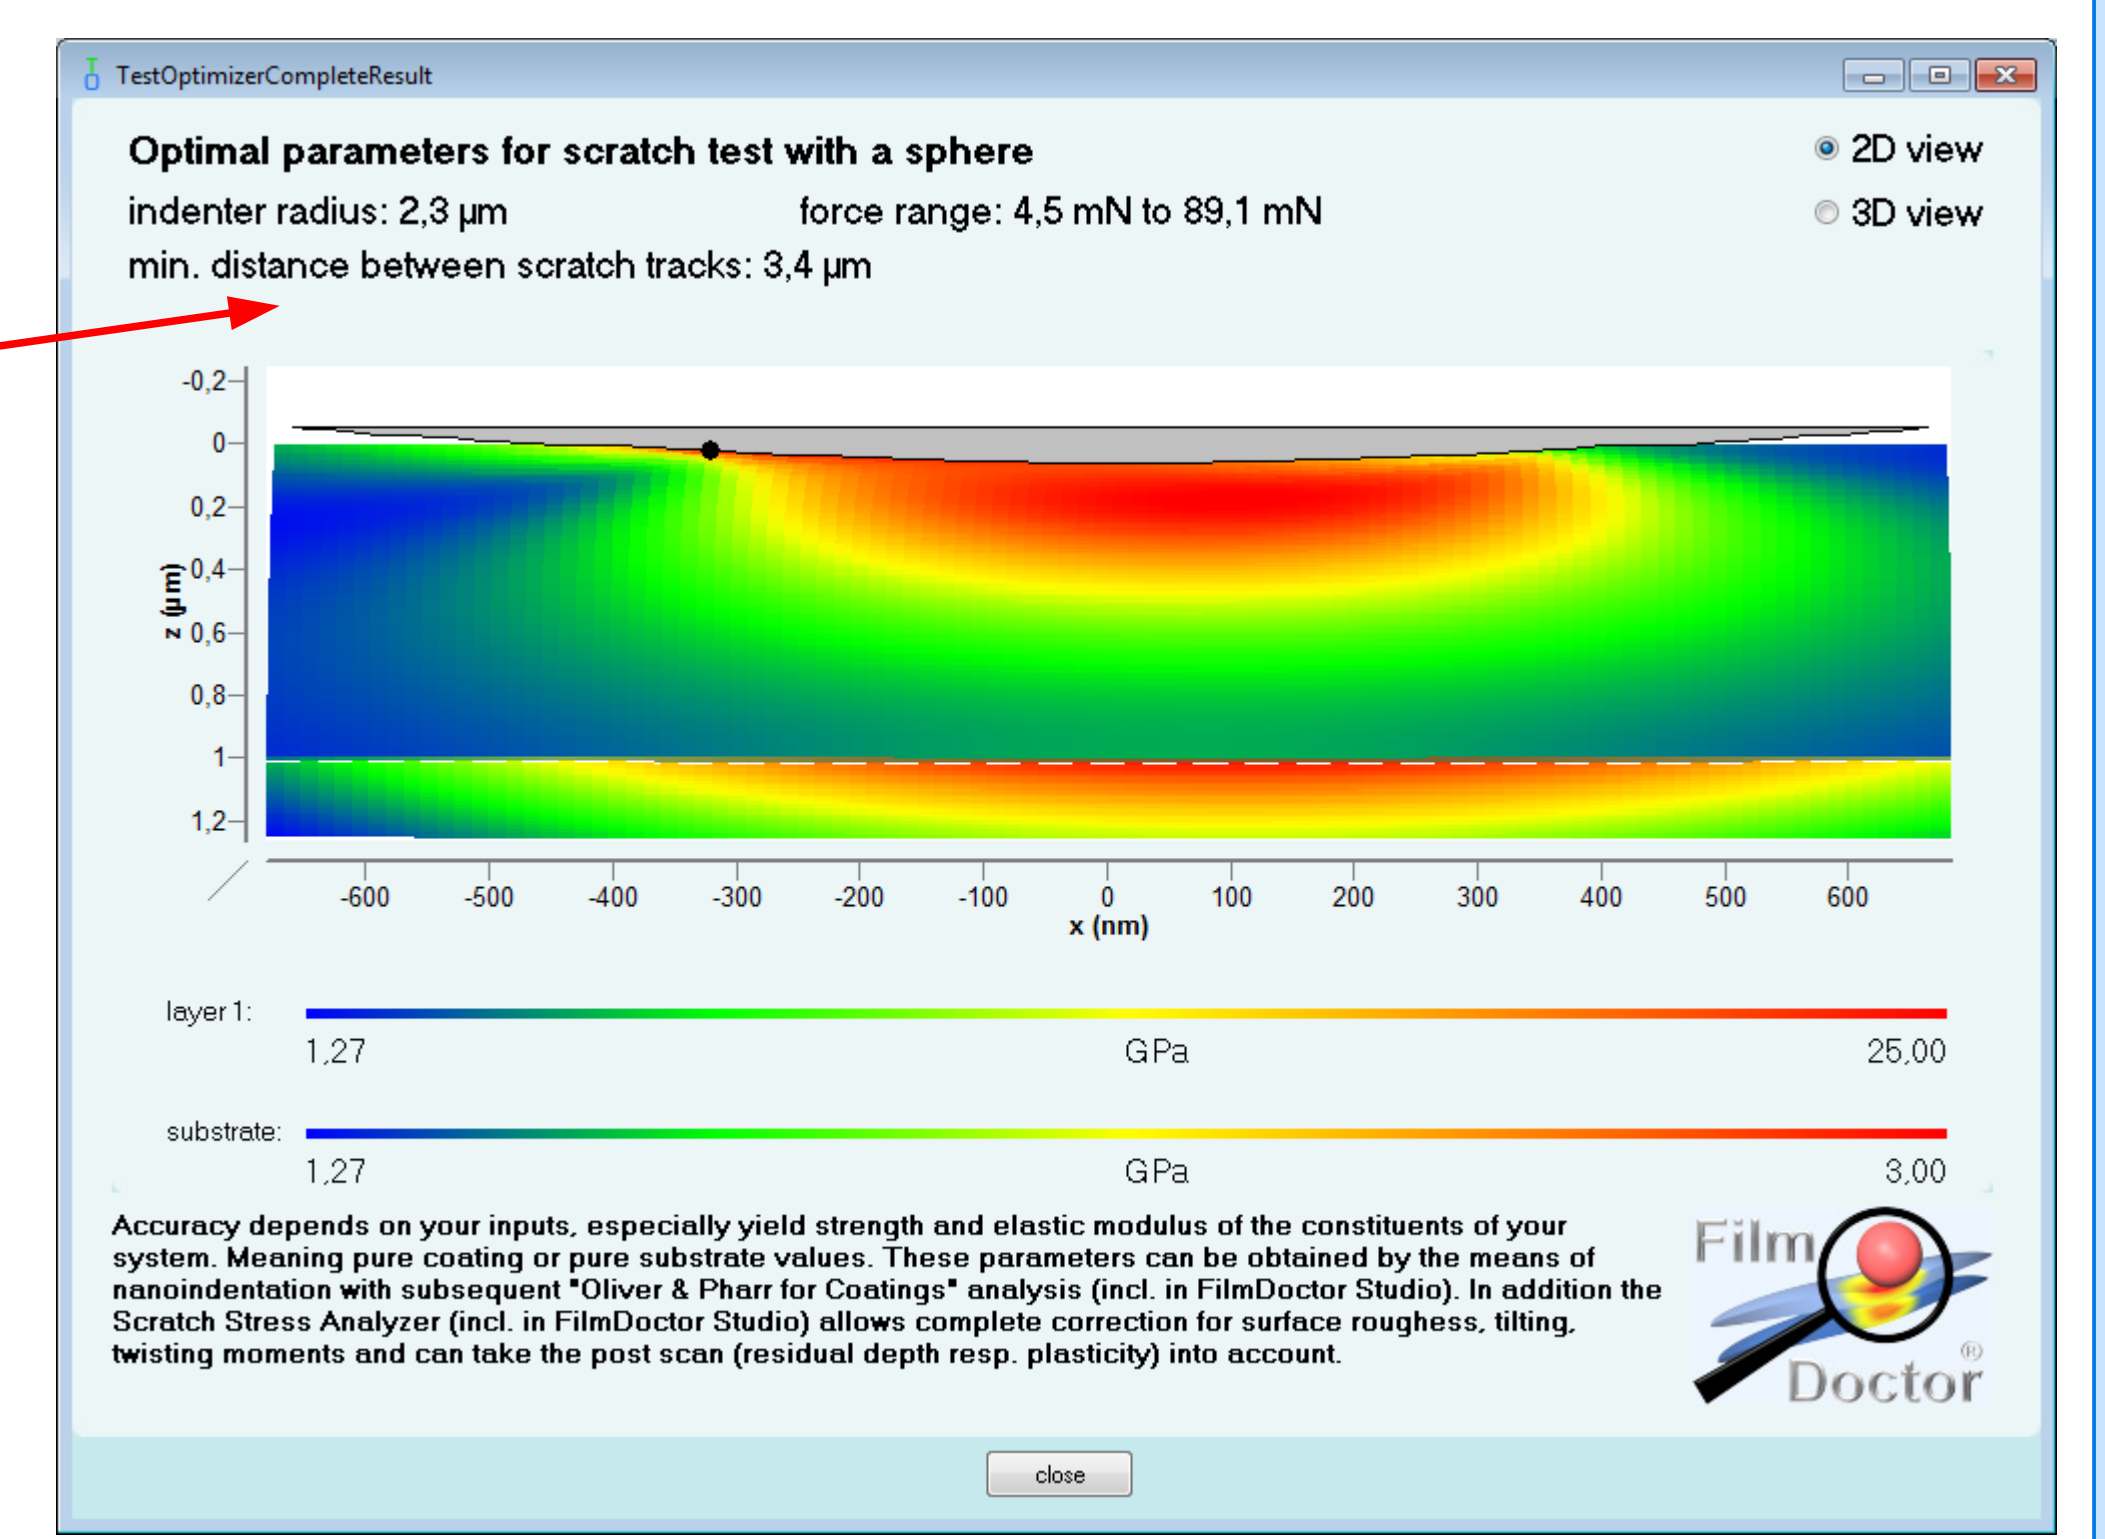 TestOptimizerCompleteResult
Optimal parameters for scratch test with a sphere
2D view
indenter radius: 2,3 µm
force range: 4,5 mN to 89,1 mN
3D view
min. distance between scratch tracks: 3,4 µm
-0,2
0
0,2
0,4
0,6
0,8
1
1,2
z (µm)
-600 -500 -400 -300 -200 -100 0 100 200 300 400 500 600
x (nm)
layer 1:
1,27 GPa 25,00
substrate:
1,27 GPa 3,00
Accuracy depends on your inputs, especially yield strength and elastic modulus of the constituents of your
system. Meaning pure coating or pure substrate values. These parameters can be obtained by the means of
nanoindentation with subsequent "Oliver & Pharr for Coatings" analysis (incl. in FilmDoctor Studio). In addition the
Scratch Stress Analyzer (incl. in FilmDoctor Studio) allows complete correction for surface roughess, tilting,
twisting moments and can take the post scan (residual depth resp. plasticity) into account.
Film
Doctor ®
close